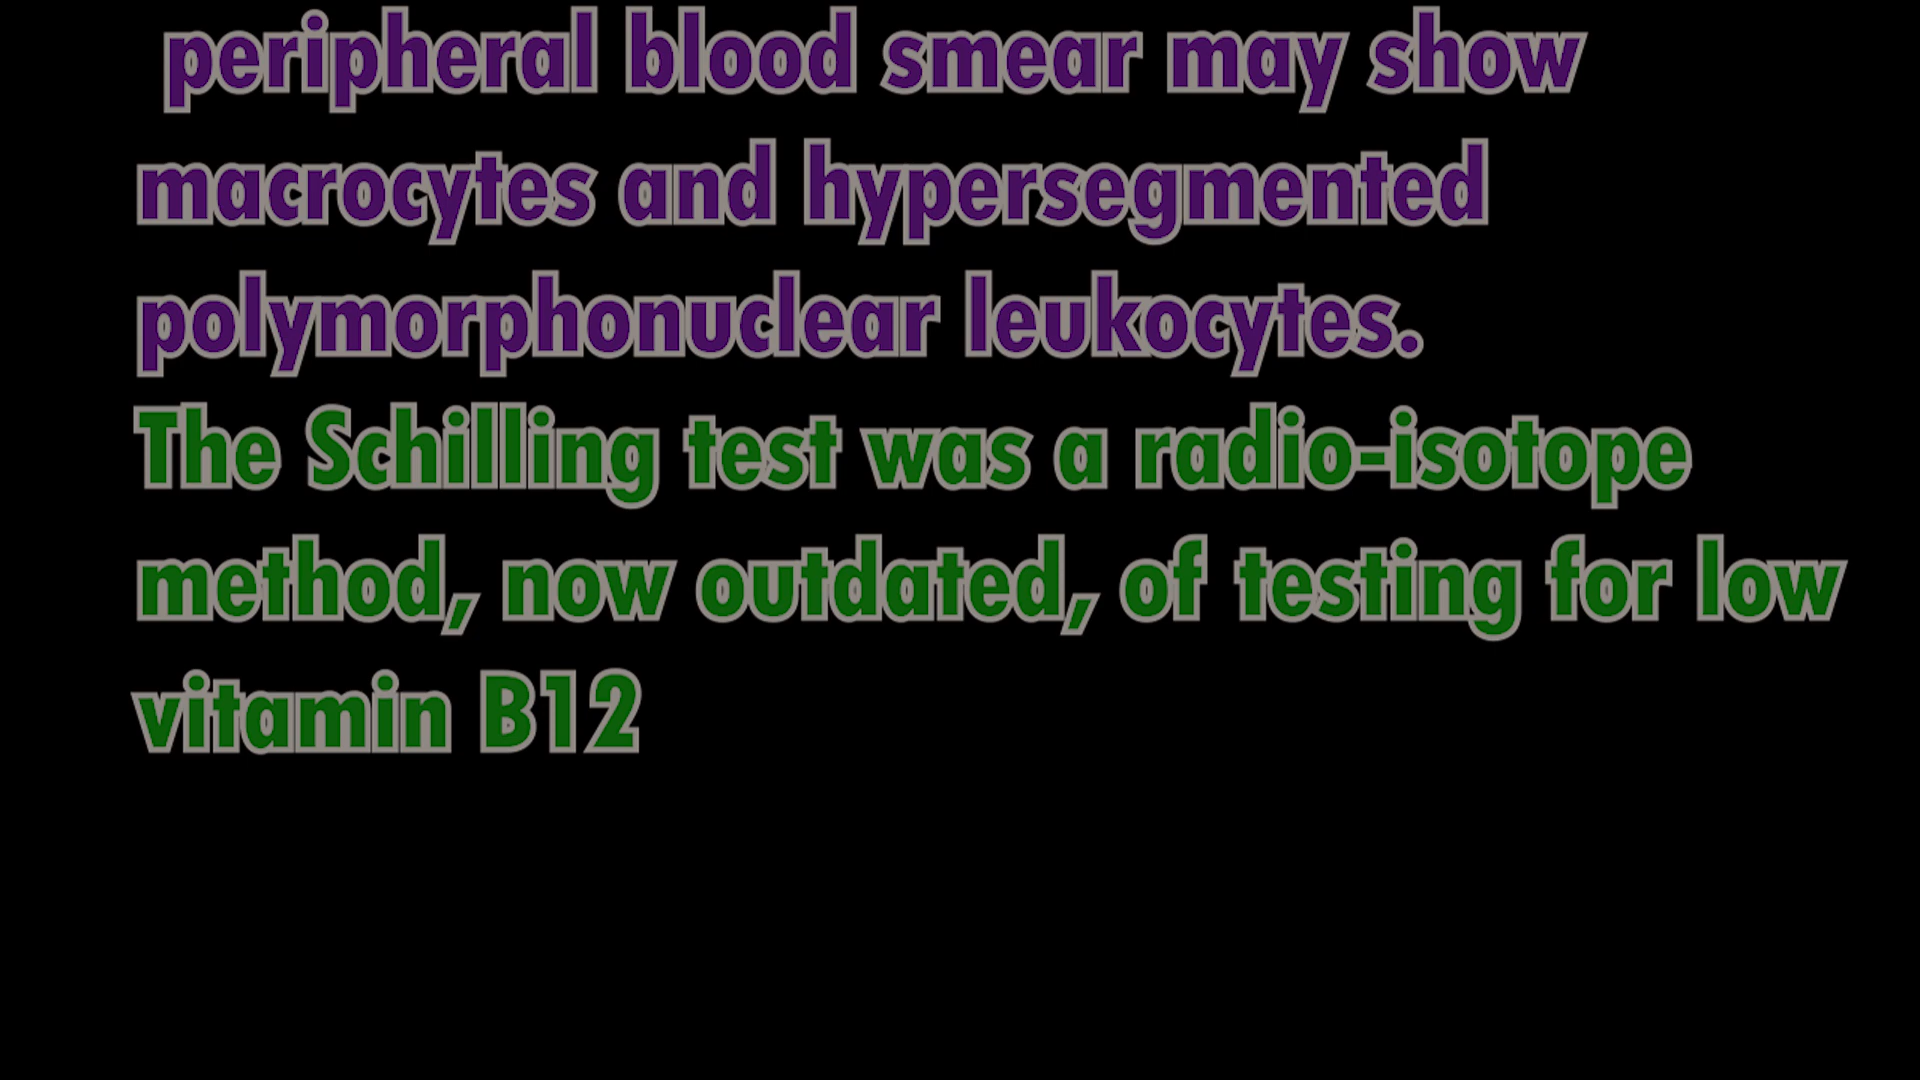 peripheral blood smear may show
macrocytes and hypersegmented
polymorphonuclear leukocytes.
The Schilling test was a radio-isotope
method, now outdated, of testing for low
vitamin B12